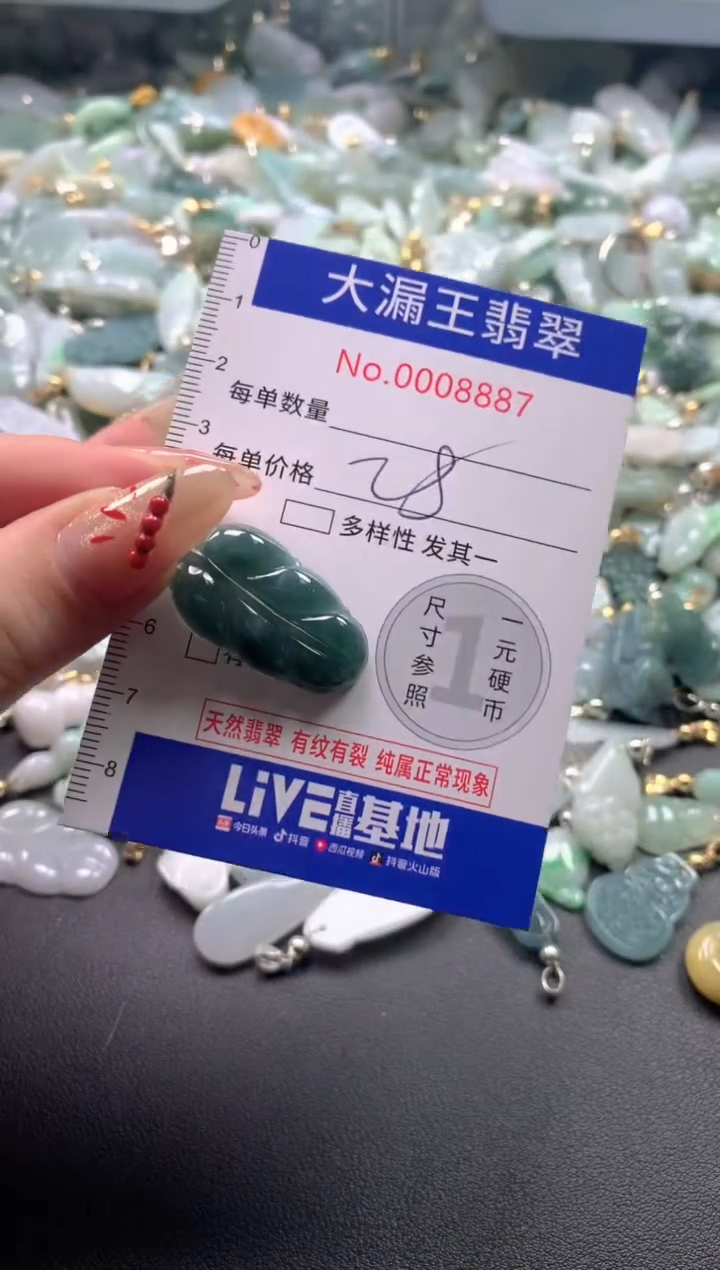 0
大漏王翡翠
1
No.0008887
2
每单数量
3
每单价格 28
多样性 发其一
尺寸参照
1
一元硬币
6
有
7
天然翡翠 有纹有裂 纯属正常现象
8
LiVE直播基地
今日头条 抖音 西瓜视频 抖音火山版